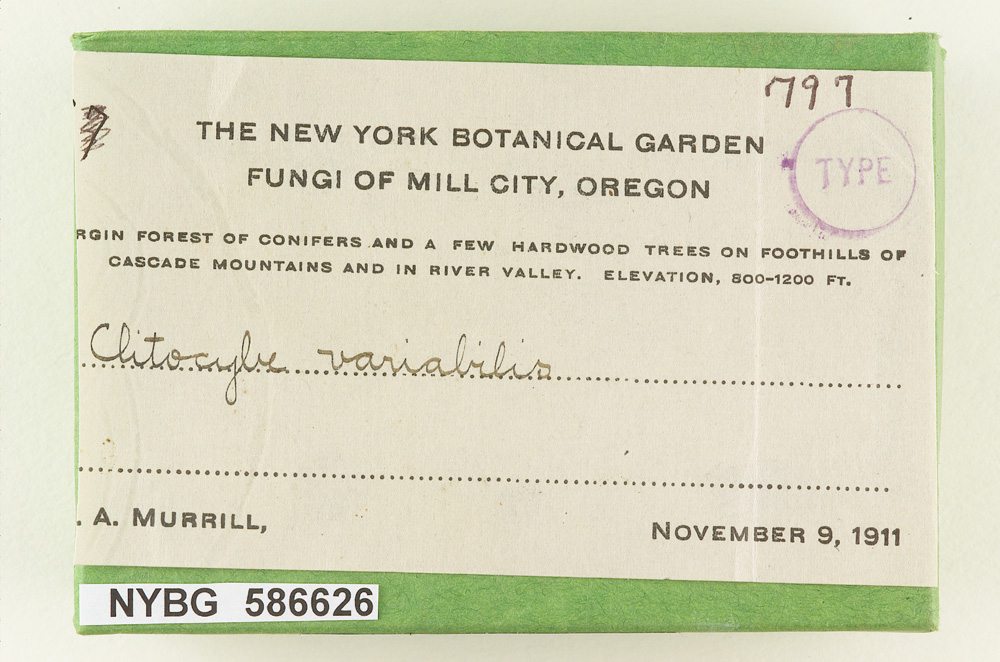 797
TYPE
THE NEW YORK BOTANICAL GARDEN
FUNGI OF MILL CITY, OREGON
RGIN FOREST OF CONIFERS AND A FEW HARDWOOD TREES ON FOOTHILLS OF
CASCADE MOUNTAINS AND IN RIVER VALLEY. ELEVATION, 800-1200 FT.
Clitocybe variabilis
. A. MURRILL,
NOVEMBER 9, 1911
NYBG 586626